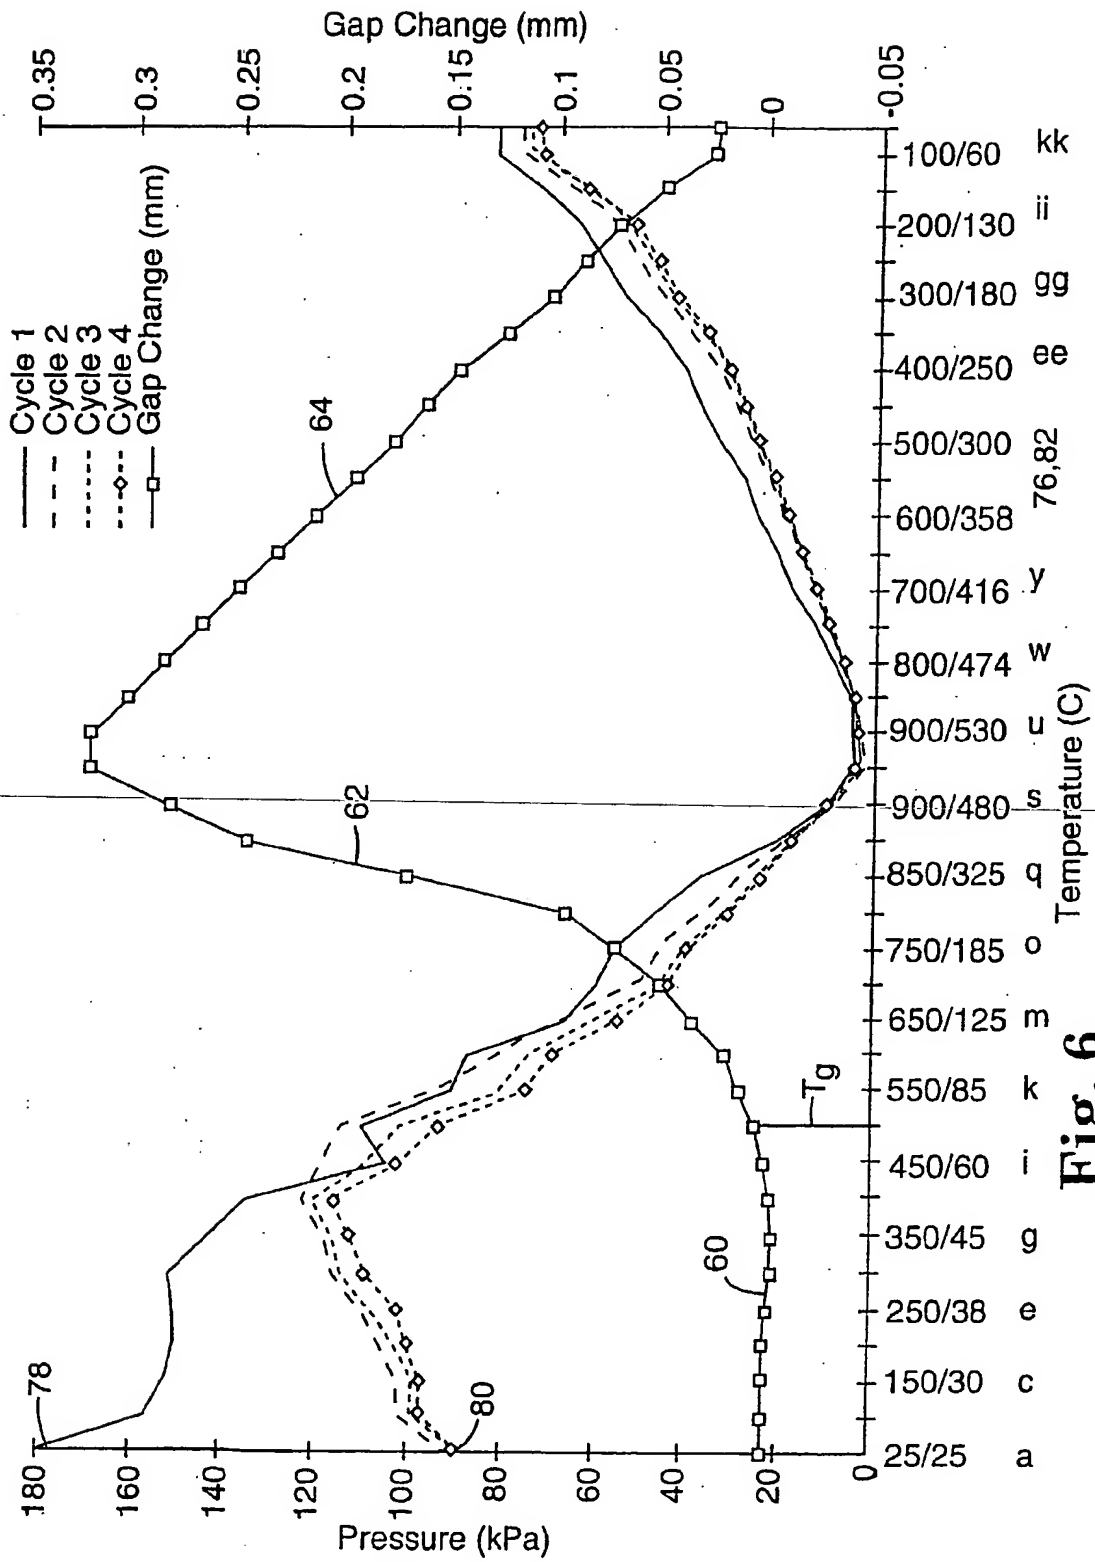 Cycle 1
Cycle 2
Cycle 3
Cycle 4
Gap Change (mm)
Pressure (kPa)
180
160
140
120
100
80
60
40
20
0
Gap Change (mm)
0.35
0.3
0.25
0.2
0.15
0.1
0.05
0
-0.05
78
80
60
62
64
Tg
25/25
150/30
250/38
350/45
450/60
550/85
650/125
750/185
850/325
900/480
900/530
800/474
700/416
600/358
500/300
400/250
300/180
200/130
100/60
a
c
e
g
i
k
m
o
q
s
u
w
y
76,82
ee
gg
ii
kk
Temperature (C)
Fig. 6